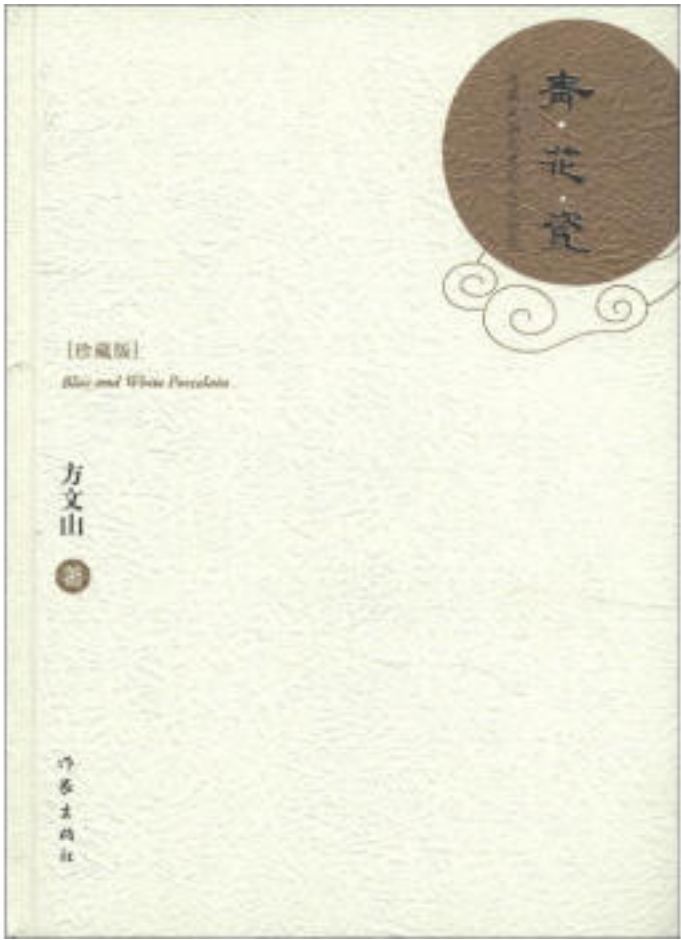 青·花·瓷
[珍藏版]
Blue and White Porcelain
方文山
著
作家出版社